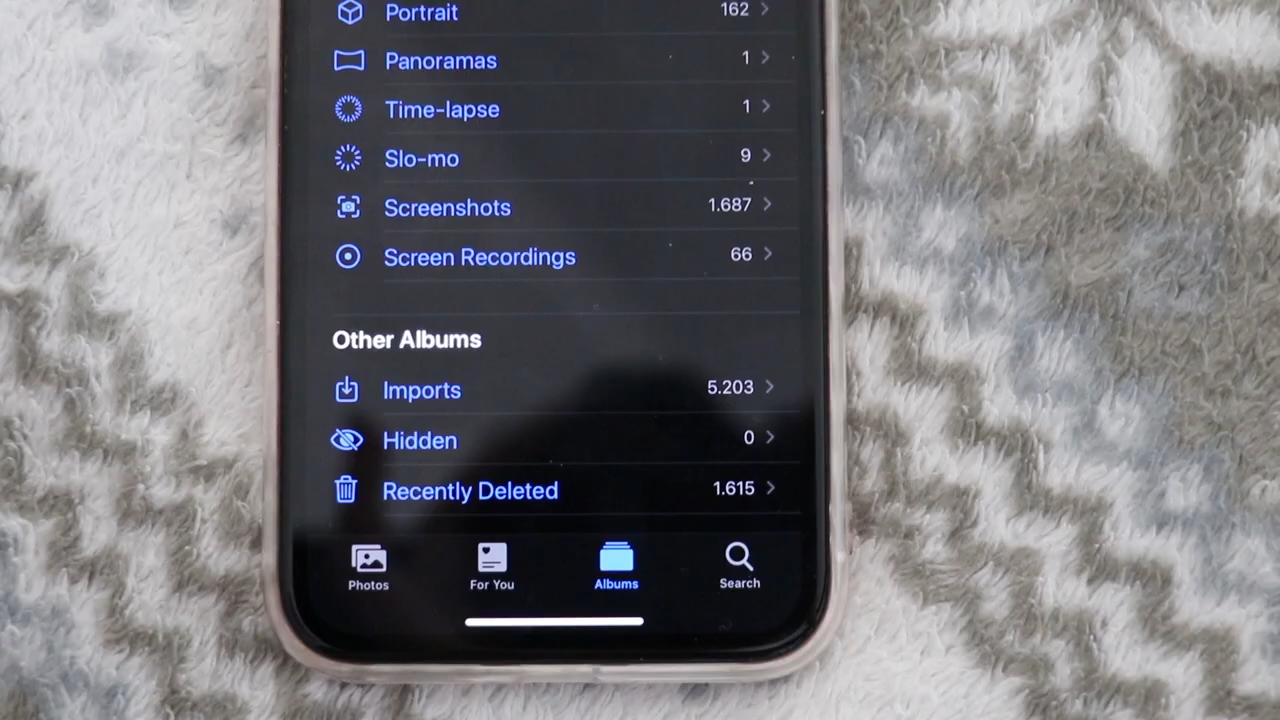 Portrait 162
Panoramas 1
Time-lapse 1
Slo-mo 9
Screenshots 1.687
Screen Recordings 66
Other Albums
Imports 5.203
Hidden 0
Recently Deleted 1.615
Photos For You Albums Search